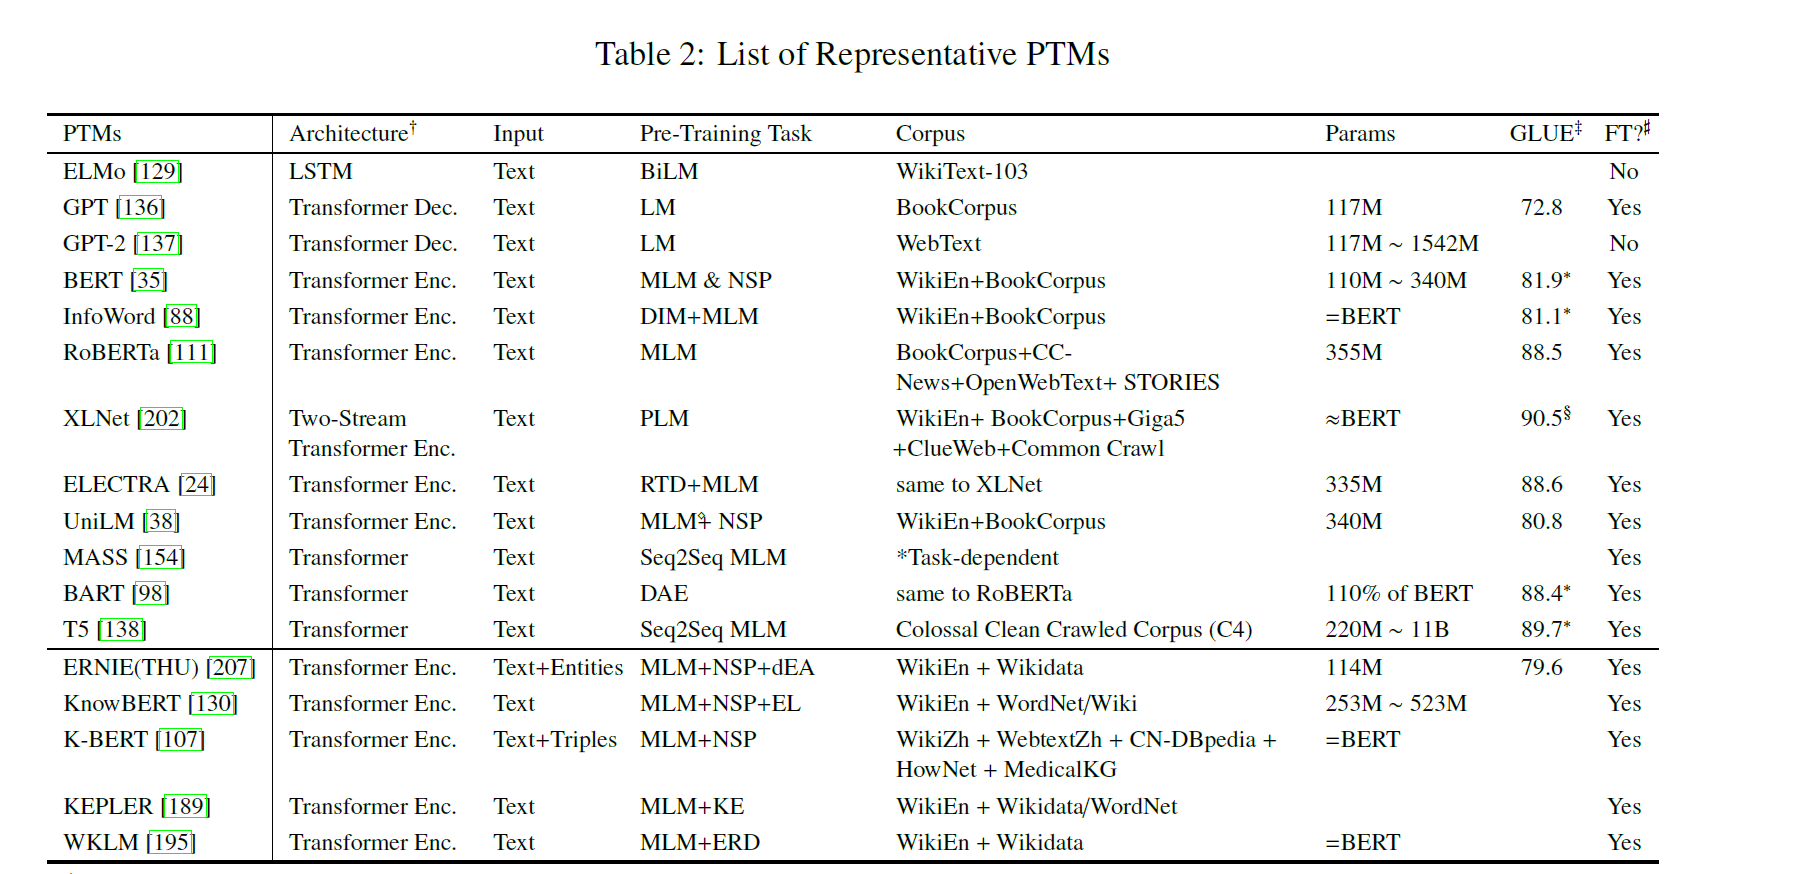 Table 2: List of Representative PTMs
PTMs Architecture† Input Pre-Training Task Corpus Params GLUE‡ FT?♯
ELMo [129] LSTM Text BiLM WikiText-103 No
GPT [136] Transformer Dec. Text LM BookCorpus 117M 72.8 Yes
GPT-2 [137] Transformer Dec. Text LM WebText 117M ~ 1542M No
BERT [35] Transformer Enc. Text MLM & NSP WikiEn+BookCorpus 110M ~ 340M 81.9* Yes
InfoWord [88] Transformer Enc. Text DIM+MLM WikiEn+BookCorpus =BERT 81.1* Yes
RoBERTa [111] Transformer Enc. Text MLM BookCorpus+CC- 355M 88.5 Yes
News+OpenWebText+ STORIES
XLNet [202] Two-Stream Text PLM WikiEn+ BookCorpus+Giga5 ≈BERT 90.5§ Yes
Transformer Enc. +ClueWeb+Common Crawl
ELECTRA [24] Transformer Enc. Text RTD+MLM same to XLNet 335M 88.6 Yes
UniLM [38] Transformer Enc. Text MLM⋄+ NSP WikiEn+BookCorpus 340M 80.8 Yes
MASS [154] Transformer Text Seq2Seq MLM *Task-dependent Yes
BART [98] Transformer Text DAE same to RoBERTa 110% of BERT 88.4* Yes
T5 [138] Transformer Text Seq2Seq MLM Colossal Clean Crawled Corpus (C4) 220M ~ 11B 89.7* Yes
ERNIE(THU) [207] Transformer Enc. Text+Entities MLM+NSP+dEA WikiEn + Wikidata 114M 79.6 Yes
KnowBERT [130] Transformer Enc. Text MLM+NSP+EL WikiEn + WordNet/Wiki 253M ~ 523M Yes
K-BERT [107] Transformer Enc. Text+Triples MLM+NSP WikiZh + WebtextZh + CN-DBpedia + =BERT Yes
HowNet + MedicalKG
KEPLER [189] Transformer Enc. Text MLM+KE WikiEn + Wikidata/WordNet Yes
WKLM [195] Transformer Enc. Text MLM+ERD WikiEn + Wikidata =BERT Yes